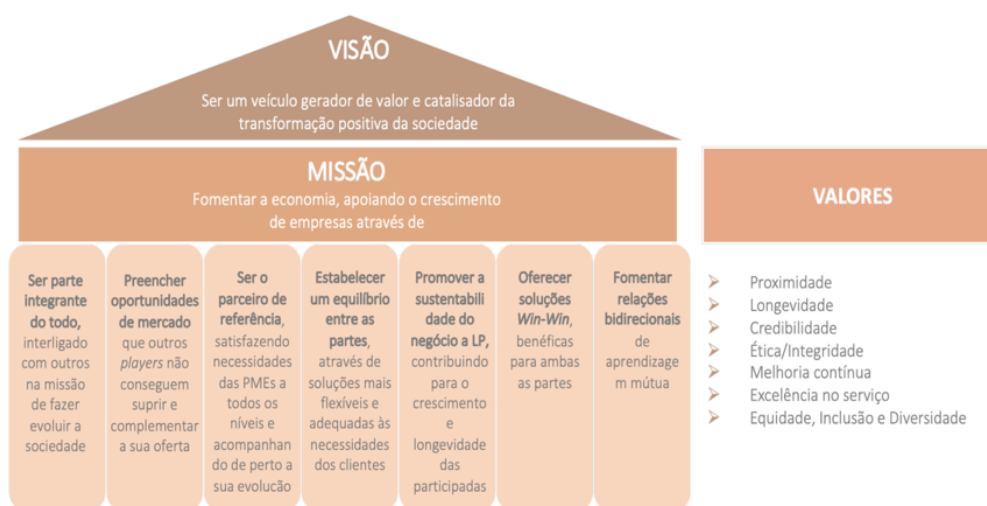 VISÃO
Ser um veículo gerador de valor e catalisador da
transformação positiva da sociedade
MISSÃO
Fomentar a economia, apoiando o crescimento
de empresas através de
Ser parte
integrante
do todo,
interligado
com outros
na missão
de fazer
evoluir a
sociedade
Preencher
oportunidades
de mercado
que outros
players não
conseguem
suprir e
complementar
a sua oferta
Ser o
parceiro de
referência,
satisfazendo
necessidades
das PMEs a
todos os
níveis e
acompanhan
do de perto a
sua evolucão
Estabelecer
um equilíbrio
entre as
partes,
através de
soluções mais
flexíveis e
adequadas às
necessidades
dos clientes
Promover a
sustentabili
dade do
negócio a LP,
contribuindo
para o
crescimento
e
longevidade
das
participadas
Oferecer
soluções
Win-Win,
benéficas
para ambas
as partes
Fomentar
relações
bidirecionais
de
aprendizage
m mútua
VALORES
Proximidade
Longevidade
Credibilidade
Ética/Integridade
Melhoria contínua
Excelência no serviço
Equidade, Inclusão e Diversidade